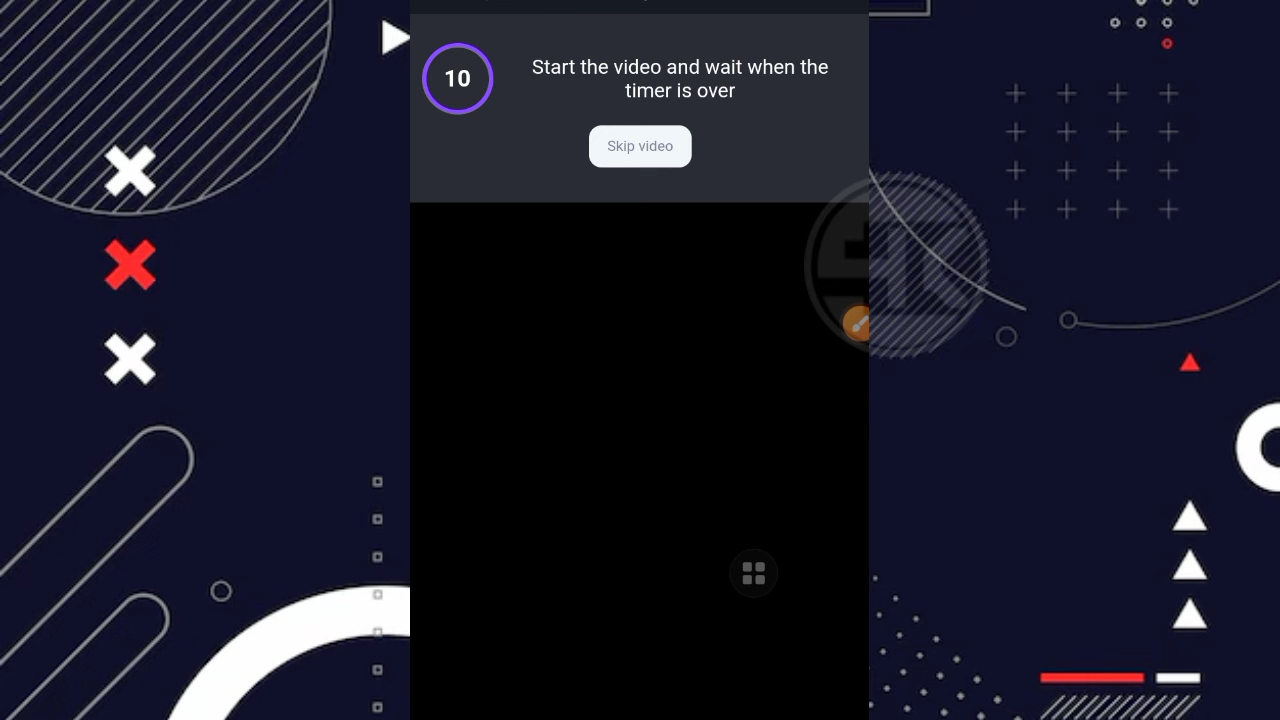 10
Start the video and wait when the
timer is over
Skip video